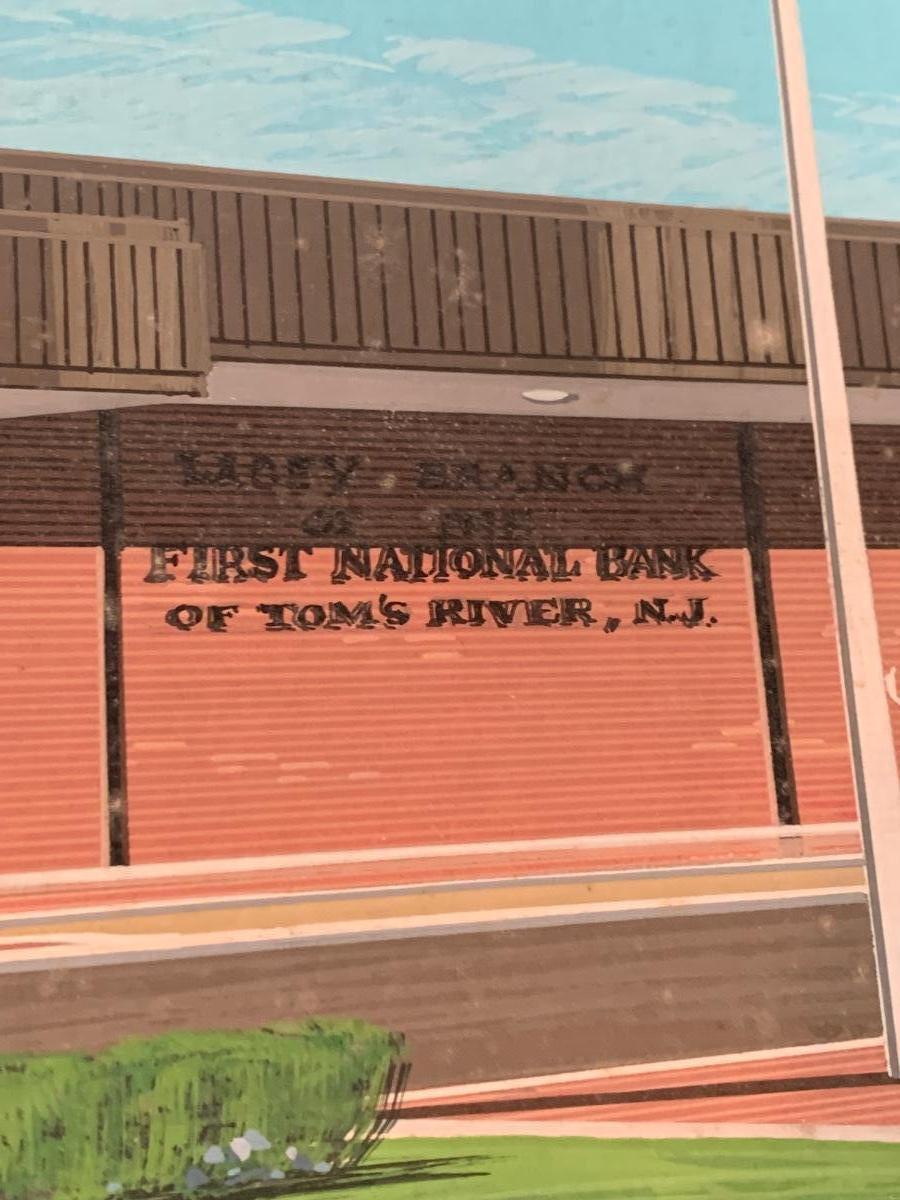 LACEY BRANCH
OF THE
FIRST NATIONAL BANK
OF TOM'S RIVER, N.J.